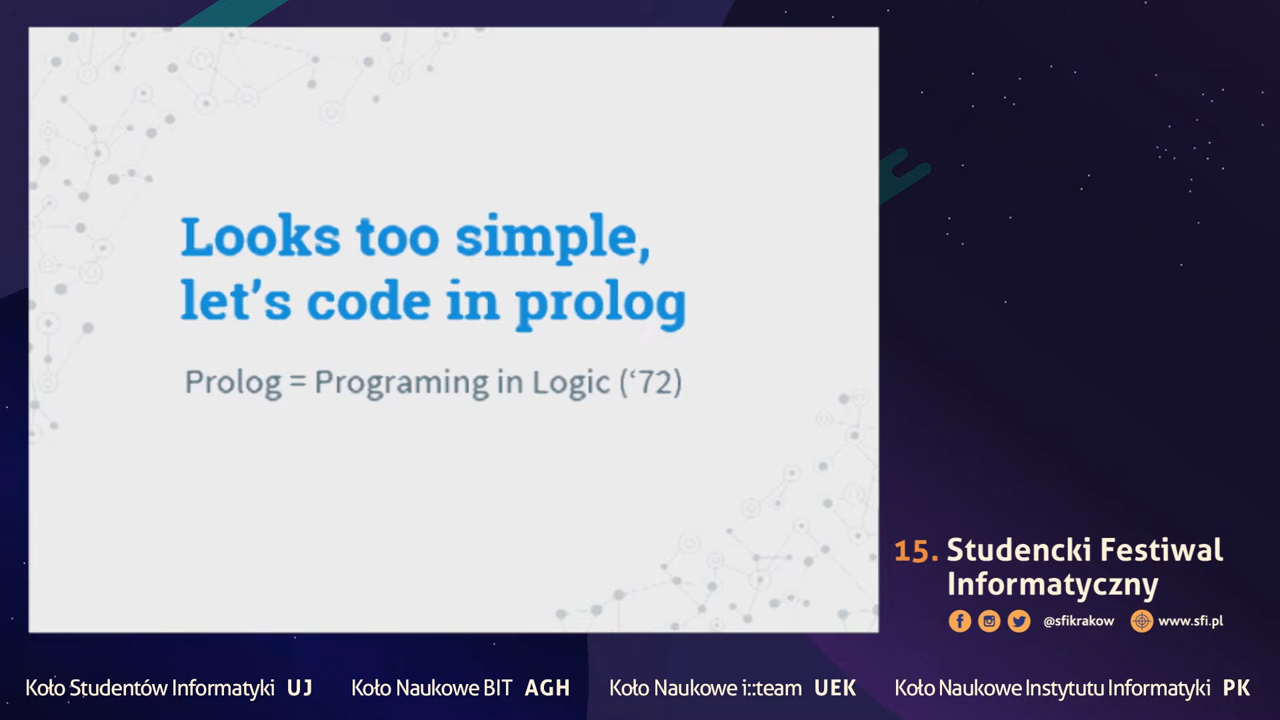 Looks too simple,
let's code in prolog
Prolog = Programing in Logic (‘72)
15. Studencki Festiwal
Informatyczny
@sfikrakow www.sfi.pl
Koło Studentów Informatyki UJ Koło Naukowe BIT AGH Koło Naukowe i::team UEK Koło Naukowe Instytutu Informatyki PK